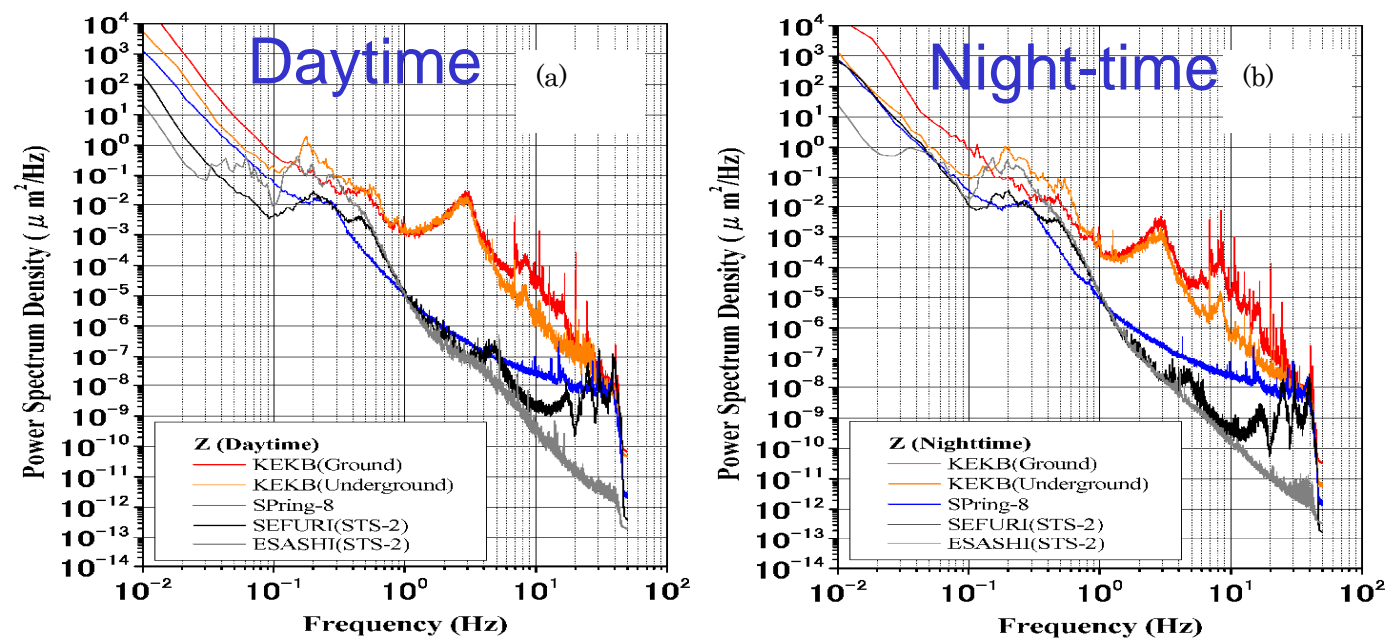 Daytime (a)
Power Spectrum Density ( μ m²/Hz)
10⁴
10³
10²
10¹
10⁰
10⁻¹
10⁻²
10⁻³
10⁻⁴
10⁻⁵
10⁻⁶
10⁻⁷
10⁻⁸
10⁻⁹
10⁻¹⁰
10⁻¹¹
10⁻¹²
10⁻¹³
10⁻¹⁴
Z (Daytime)
KEKB(Ground)
KEKB(Underground)
SPring-8
SEFURI(STS-2)
ESASHI(STS-2)
10⁻² 10⁻¹ 10⁰ 10¹ 10²
Frequency (Hz)
Night-time (b)
Power Spectrum Density ( μ m²/Hz)
10⁴
10³
10²
10¹
10⁰
10⁻¹
10⁻²
10⁻³
10⁻⁴
10⁻⁵
10⁻⁶
10⁻⁷
10⁻⁸
10⁻⁹
10⁻¹⁰
10⁻¹¹
10⁻¹²
10⁻¹³
10⁻¹⁴
Z (Nighttime)
KEKB(Ground)
KEKB(Underground)
SPring-8
SEFURI(STS-2)
ESASHI(STS-2)
10⁻² 10⁻¹ 10⁰ 10¹ 10²
Frequency (Hz)